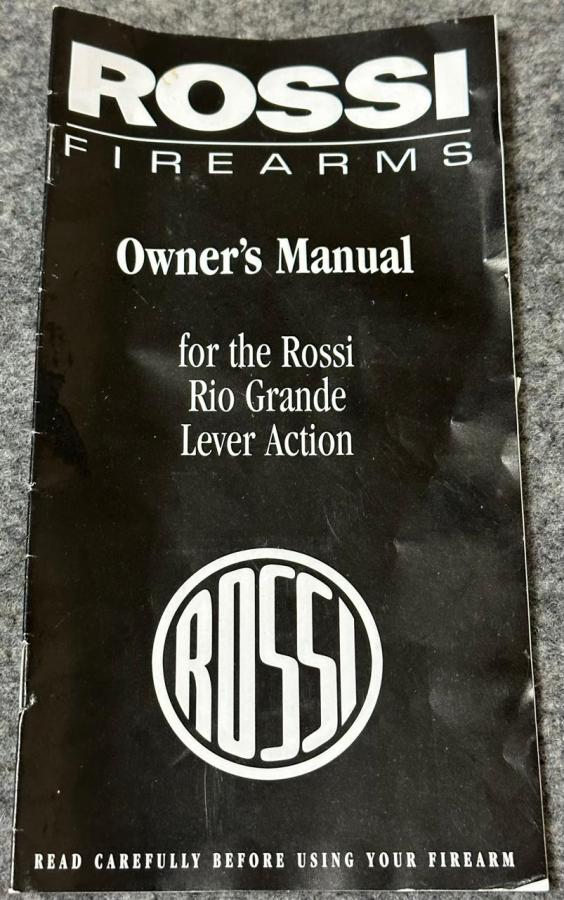 ROSSI
FIREARMS
Owner's Manual
for the Rossi
Rio Grande
Lever Action
ROSSI
READ CAREFULLY BEFORE USING YOUR FIREARM